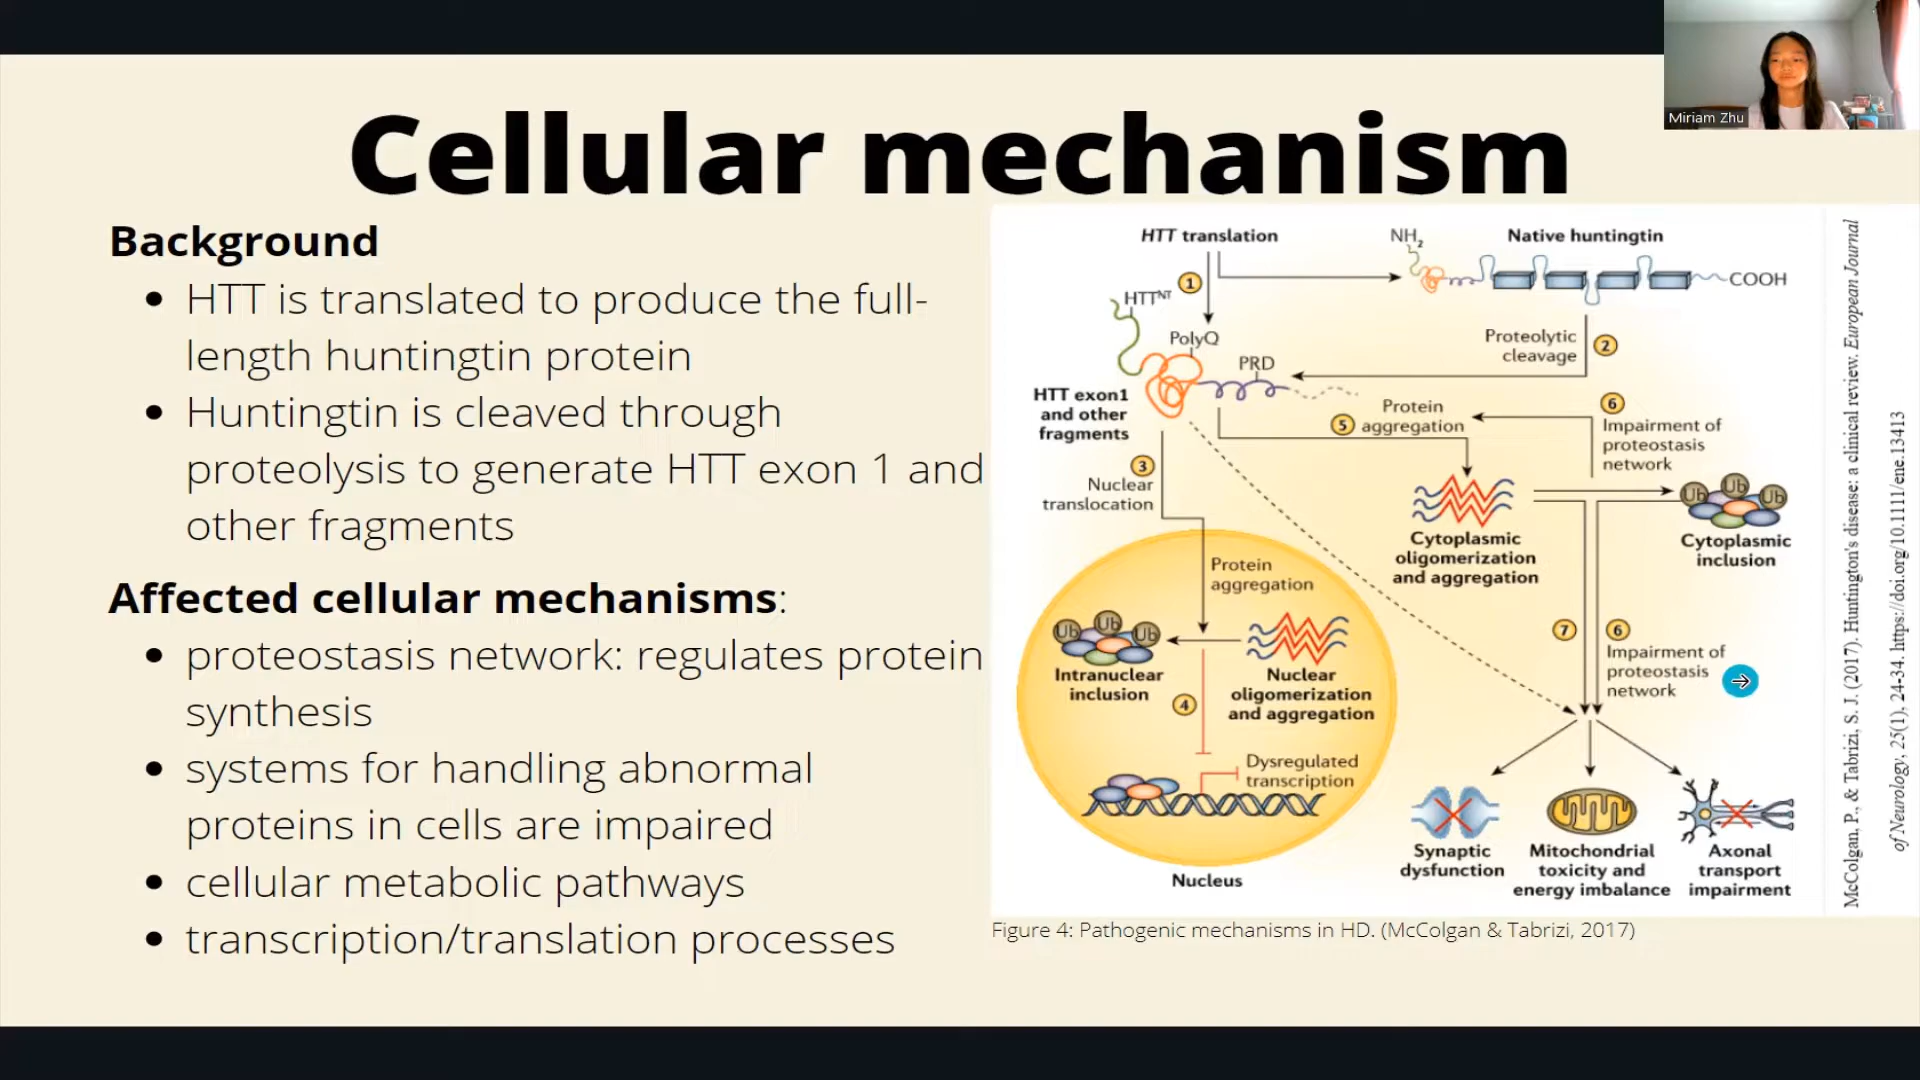 Miriam Zhu
Cellular mechanism
Background
• HTT is translated to produce the full-
length huntingtin protein
• Huntingtin is cleaved through
proteolysis to generate HTT exon 1 and
other fragments
Affected cellular mechanisms:
• proteostasis network: regulates protein
synthesis
• systems for handling abnormal
proteins in cells are impaired
• cellular metabolic pathways
• transcription/translation processes
HTT translation
NH2
Native huntingtin
COOH
1
HTTNT
PolyQ
PRD
Proteolytic
cleavage
2
HTT exon1
and other
fragments
5
Protein
aggregation
6
Impairment of
proteostasis
network
3
Nuclear
translocation
Ub Ub Ub
Cytoplasmic
oligomerization
and aggregation
Cytoplasmic
inclusion
Protein
aggregation
Ub Ub Ub
Intranuclear
inclusion
Nuclear
oligomerization
and aggregation
4
7
6
Impairment of
proteostasis
network
Dysregulated
transcription
Nucleus
Synaptic
dysfunction
Mitochondrial
toxicity and
energy imbalance
Axonal
transport
impairment
Figure 4: Pathogenic mechanisms in HD. (McColgan & Tabrizi, 2017)
McColgan, P., & Tabrizi, S. J. (2017). Huntington's disease: a clinical review. European Journal
of Neurology, 25(1), 24-34. https://doi.org/10.1111/ene.13413